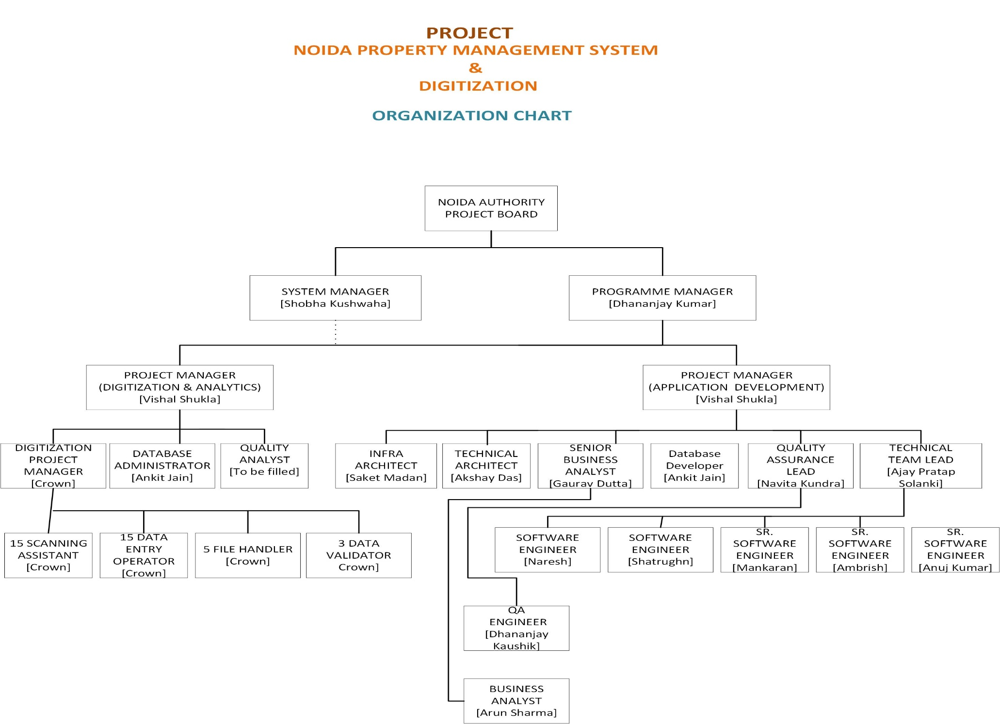 PROJECT
NOIDA PROPERTY MANAGEMENT SYSTEM
&
DIGITIZATION
ORGANIZATION CHART
NOIDA AUTHORITY
PROJECT BOARD
SYSTEM MANAGER
[Shobha Kushwaha]
PROGRAMME MANAGER
[Dhananjay Kumar]
PROJECT MANAGER
(DIGITIZATION & ANALYTICS)
[Vishal Shukla]
PROJECT MANAGER
(APPLICATION DEVELOPMENT)
[Vishal Shukla]
DIGITIZATION
PROJECT
MANAGER
[Crown]
DATABASE
ADMINISTRATOR
[Ankit Jain]
QUALITY
ANALYST
[To be filled]
INFRA
ARCHITECT
[Saket Madan]
TECHNICAL
ARCHITECT
[Akshay Das]
SENIOR
BUSINESS
ANALYST
[Gaurav Dutta]
Database
Developer
[Ankit Jain]
QUALITY
ASSURANCE
LEAD
[Navita Kundra]
TECHNICAL
TEAM LEAD
[Ajay Pratap
Solanki]
15 SCANNING
ASSISTANT
[Crown]
15 DATA
ENTRY
OPERATOR
[Crown]
5 FILE HANDLER
[Crown]
3 DATA
VALIDATOR
Crown]
SOFTWARE
ENGINEER
[Naresh]
SOFTWARE
ENGINEER
[Shatrughn]
SR.
SOFTWARE
ENGINEER
[Mankaran]
SR.
SOFTWARE
ENGINEER
[Ambrish]
SR.
SOFTWARE
ENGINEER
[Anuj Kumar]
QA
ENGINEER
[Dhananjay
Kaushik]
BUSINESS
ANALYST
[Arun Sharma]